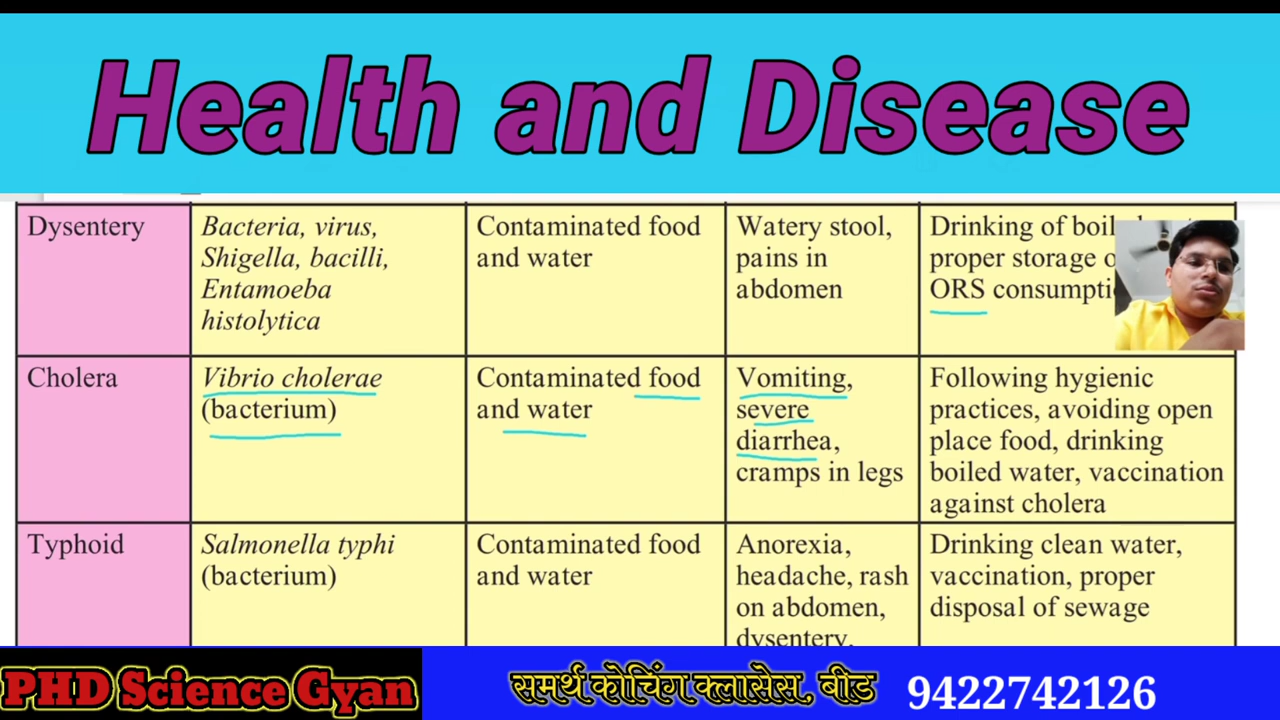 Health and Disease
Dysentery
Bacteria, virus,
Shigella, bacilli,
Entamoeba
histolytica
Contaminated food
and water
Watery stool,
pains in
abdomen
Drinking of
proper storage
ORS
Cholera
Vibrio cholerae
(bacterium)
Contaminated food
and water
Vomiting,
severe
diarrhea,
cramps in legs
Following hygienic
practices, avoiding open
place food, drinking
boiled water, vaccination
against cholera
Typhoid
Salmonella typhi
(bacterium)
Contaminated food
and water
Anorexia,
headache, rash
on abdomen,
dysentery,
Drinking clean water,
vaccination, proper
disposal of sewage
PHD Science Gyan
समर्थ कोचिंग क्लासेस, बीड
9422742126